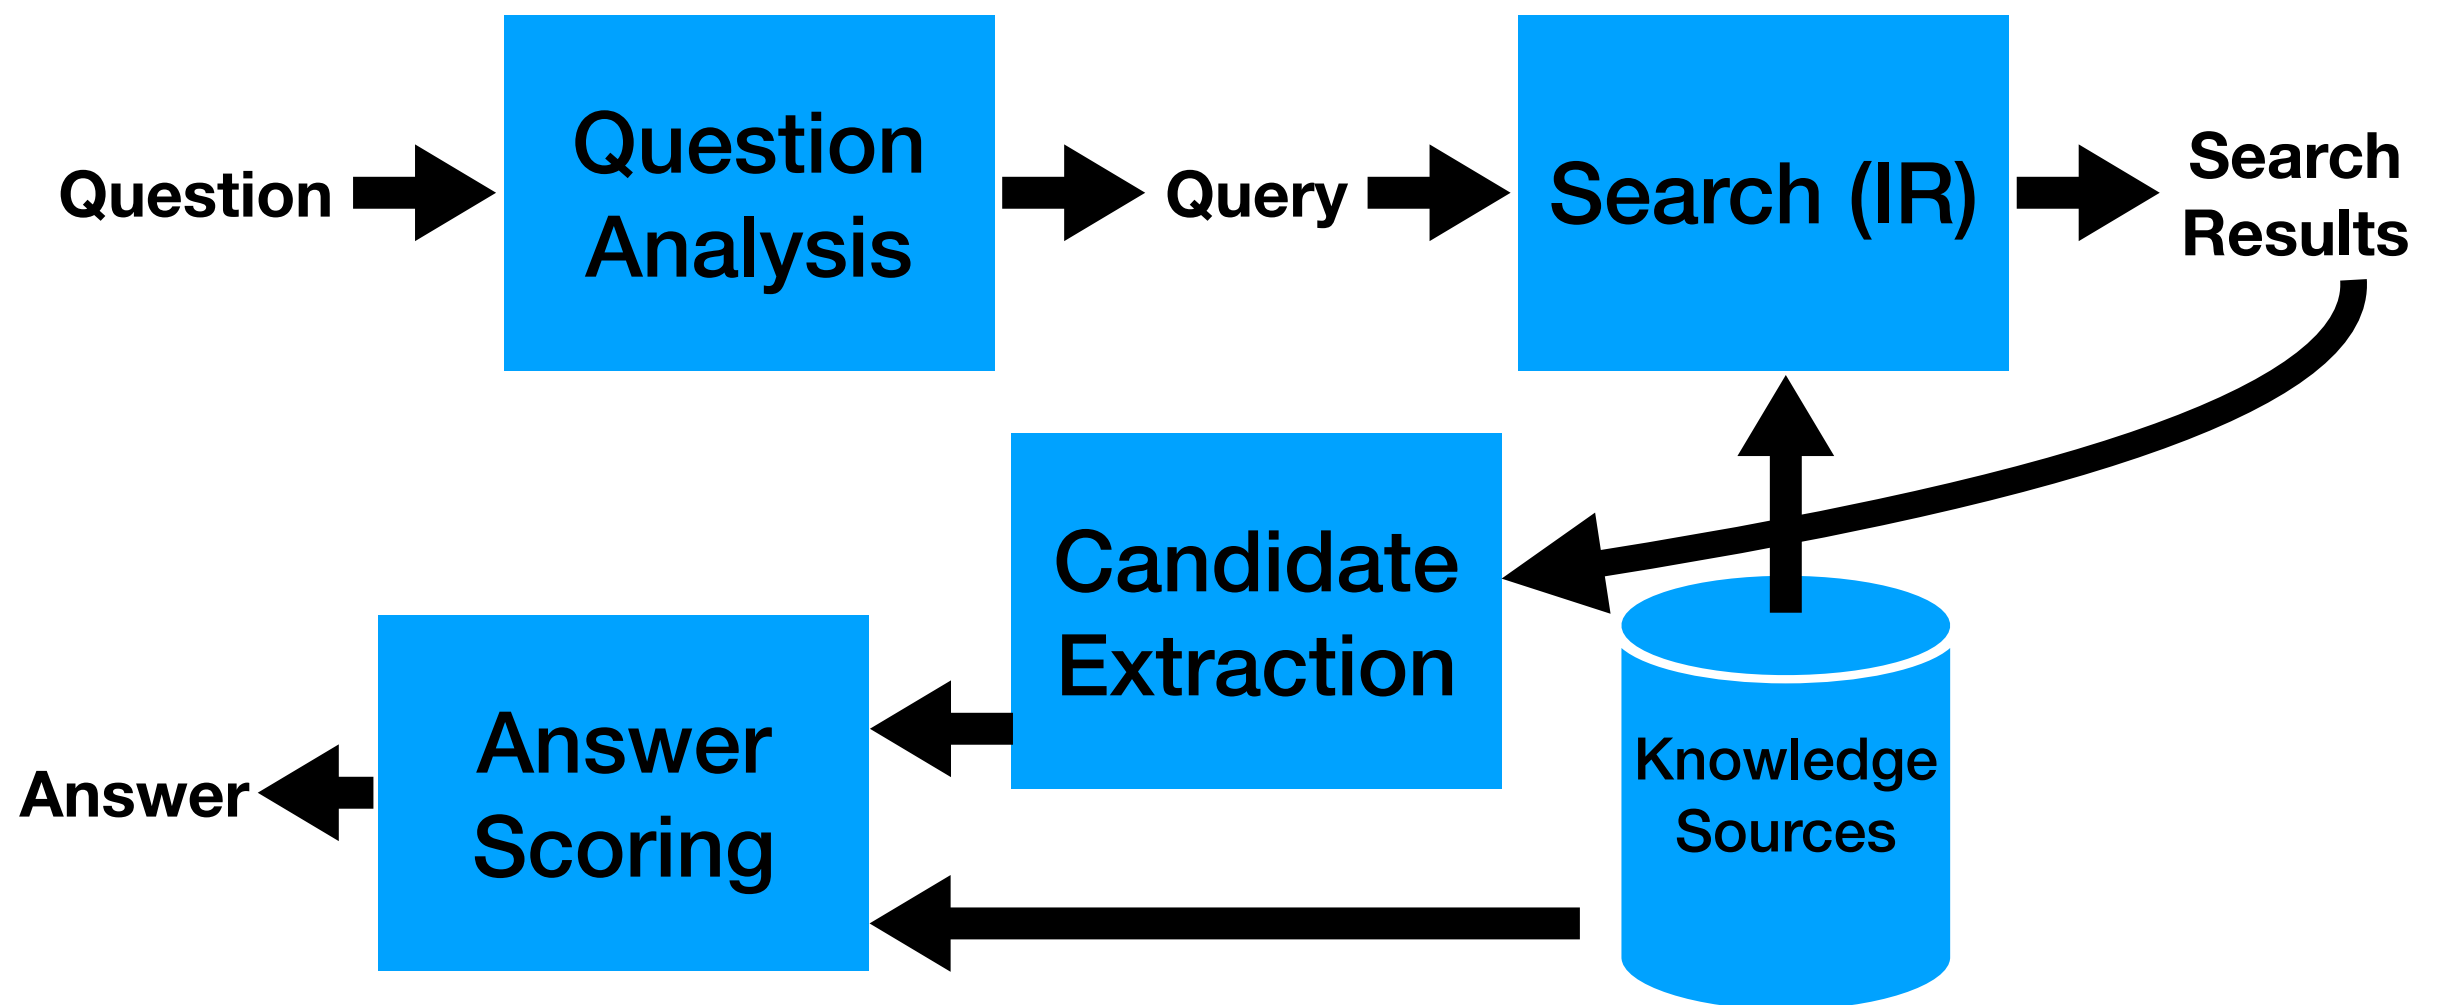 Question
Question
Analysis
Query
Search (IR)
Search
Results
Candidate
Extraction
Knowledge
Sources
Answer
Scoring
Answer